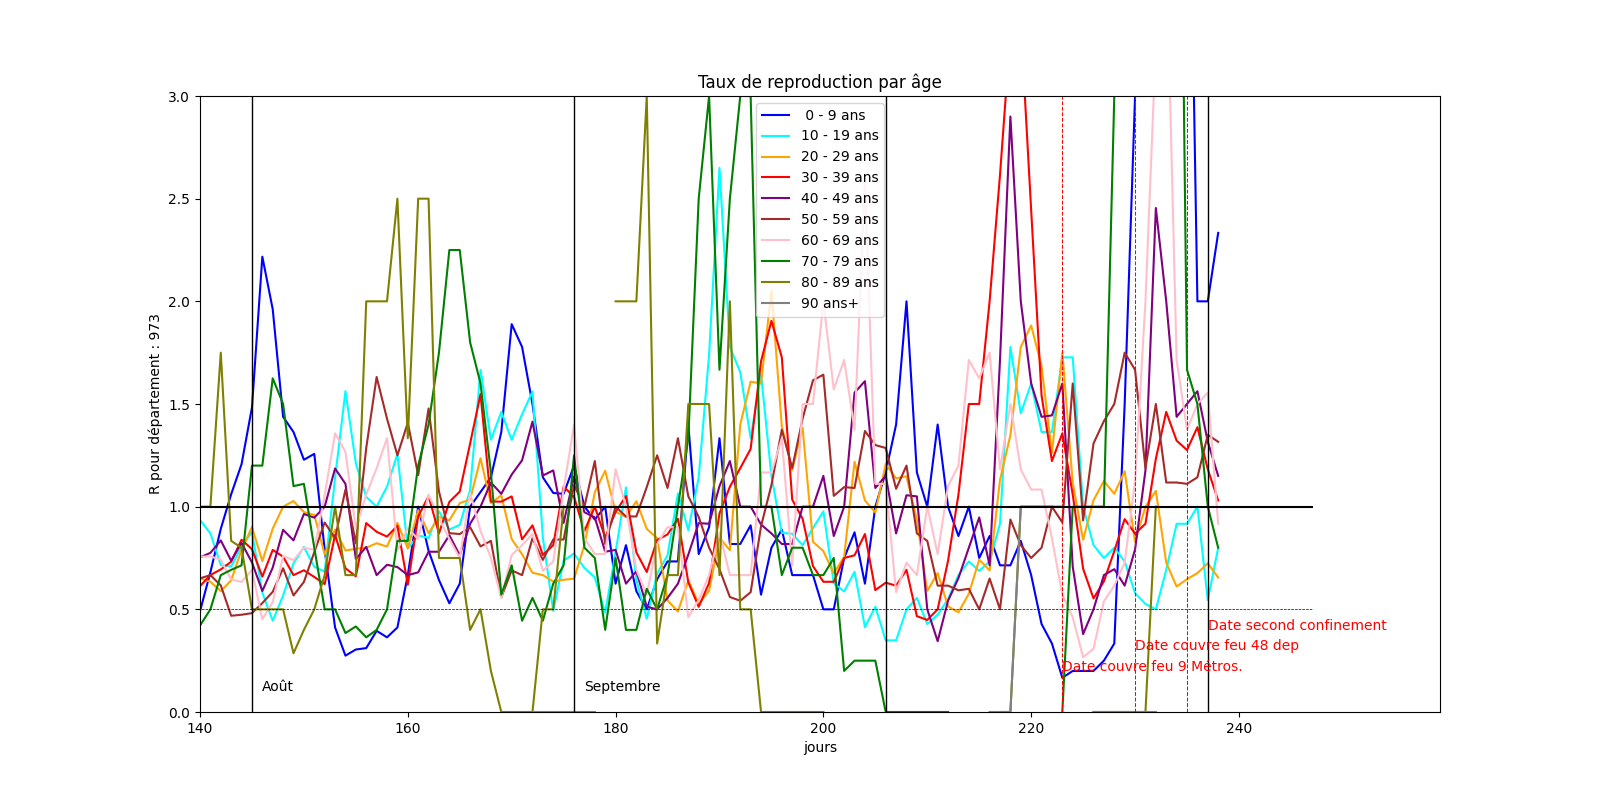 Taux de reproduction par âge
R pour département : 973
3.0
2.5
2.0
1.5
1.0
0.5
0.0
0 - 9 ans
10 - 19 ans
20 - 29 ans
30 - 39 ans
40 - 49 ans
50 - 59 ans
60 - 69 ans
70 - 79 ans
80 - 89 ans
90 ans+
Date second confinement
Date couvre feu 48 dep
Date couvre feu 9 Métros.
Août
Septembre
140
160
180
200
220
240
jours